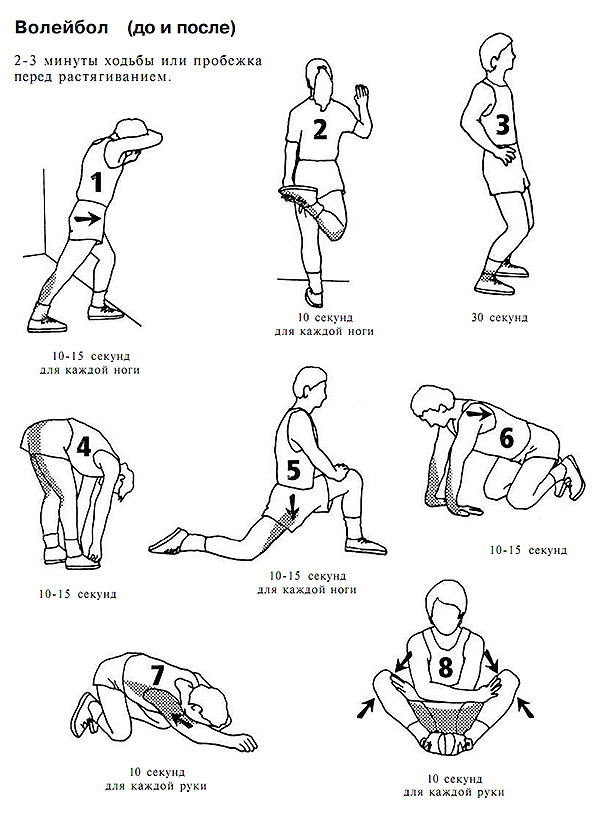 Волейбол (до и после)
2-3 минуты ходьбы или пробежка
перед растягиванием.
1
10-15 секунд
для каждой ноги
2
10 секунд
для каждой ноги
3
30 секунд
4
10-15 секунд
5
10-15 секунд
для каждой ноги
6
10-15 секунд
7
10 секунд
для каждой руки
8
10 секунд
для каждой руки